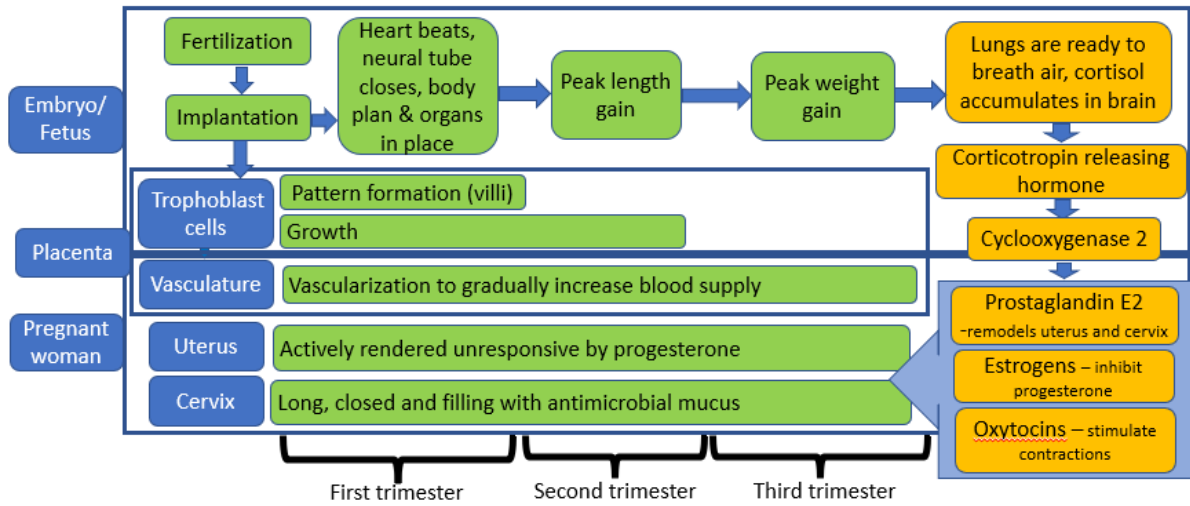 Fertilization
Implantation
Heart beats,
neural tube
closes, body
plan & organs
in place
Peak length
gain
Peak weight
gain
Lungs are ready to
breath air, cortisol
accumulates in brain
Embryo/
Fetus
Corticotropin releasing
hormone
Trophoblast
cells
Pattern formation (villi)
Growth
Cyclooxygenase 2
Placenta
Vasculature
Vascularization to gradually increase blood supply
Prostaglandin E2
-remodels uterus and cervix
Pregnant
woman
Uterus
Actively rendered unresponsive by progesterone
Estrogens – inhibit
progesterone
Cervix
Long, closed and filling with antimicrobial mucus
Oxytocins – stimulate
contractions
First trimester
Second trimester
Third trimester